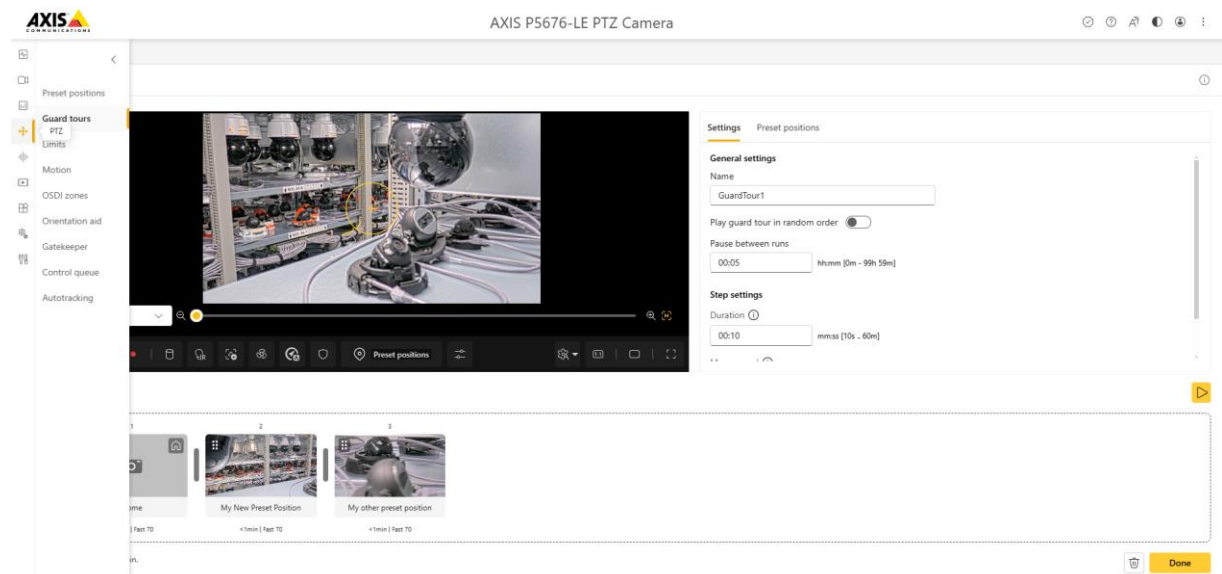 AXIS
COMMUNICATIONS
AXIS P5676-LE PTZ Camera
Preset positions
Guard tours
PTZ
Limits
Motion
OSDI zones
Orientation aid
Gatekeeper
Control queue
Autotracking
Preset positions
Settings
Preset positions
General settings
Name
GuardTour1
Play guard tour in random order
Pause between runs
00:05
hh:mm [0m - 99h 59m]
Step settings
Duration
00:10
mm:ss [10s .. 60m]
1
2
3
My New Preset Position
My other preset position
| Fast 70
<1min | Fast 70
<1min | Fast 70
Done